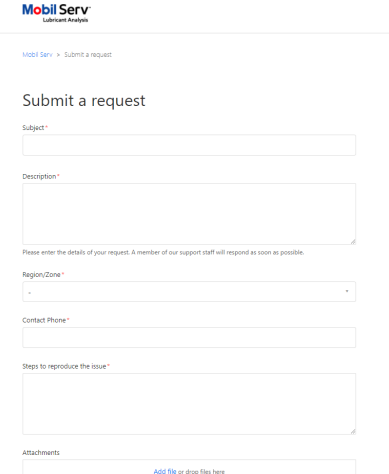 Mobil Serv
Lubricant Analysis
Mobil Serv > Submit a request
Submit a request
Subject*
Description*
Please enter the details of your request. A member of our support staff will respond as soon as possible.
Region/Zone*
-
Contact Phone*
Steps to reproduce the issue*
Attachments
Add file or drop files here